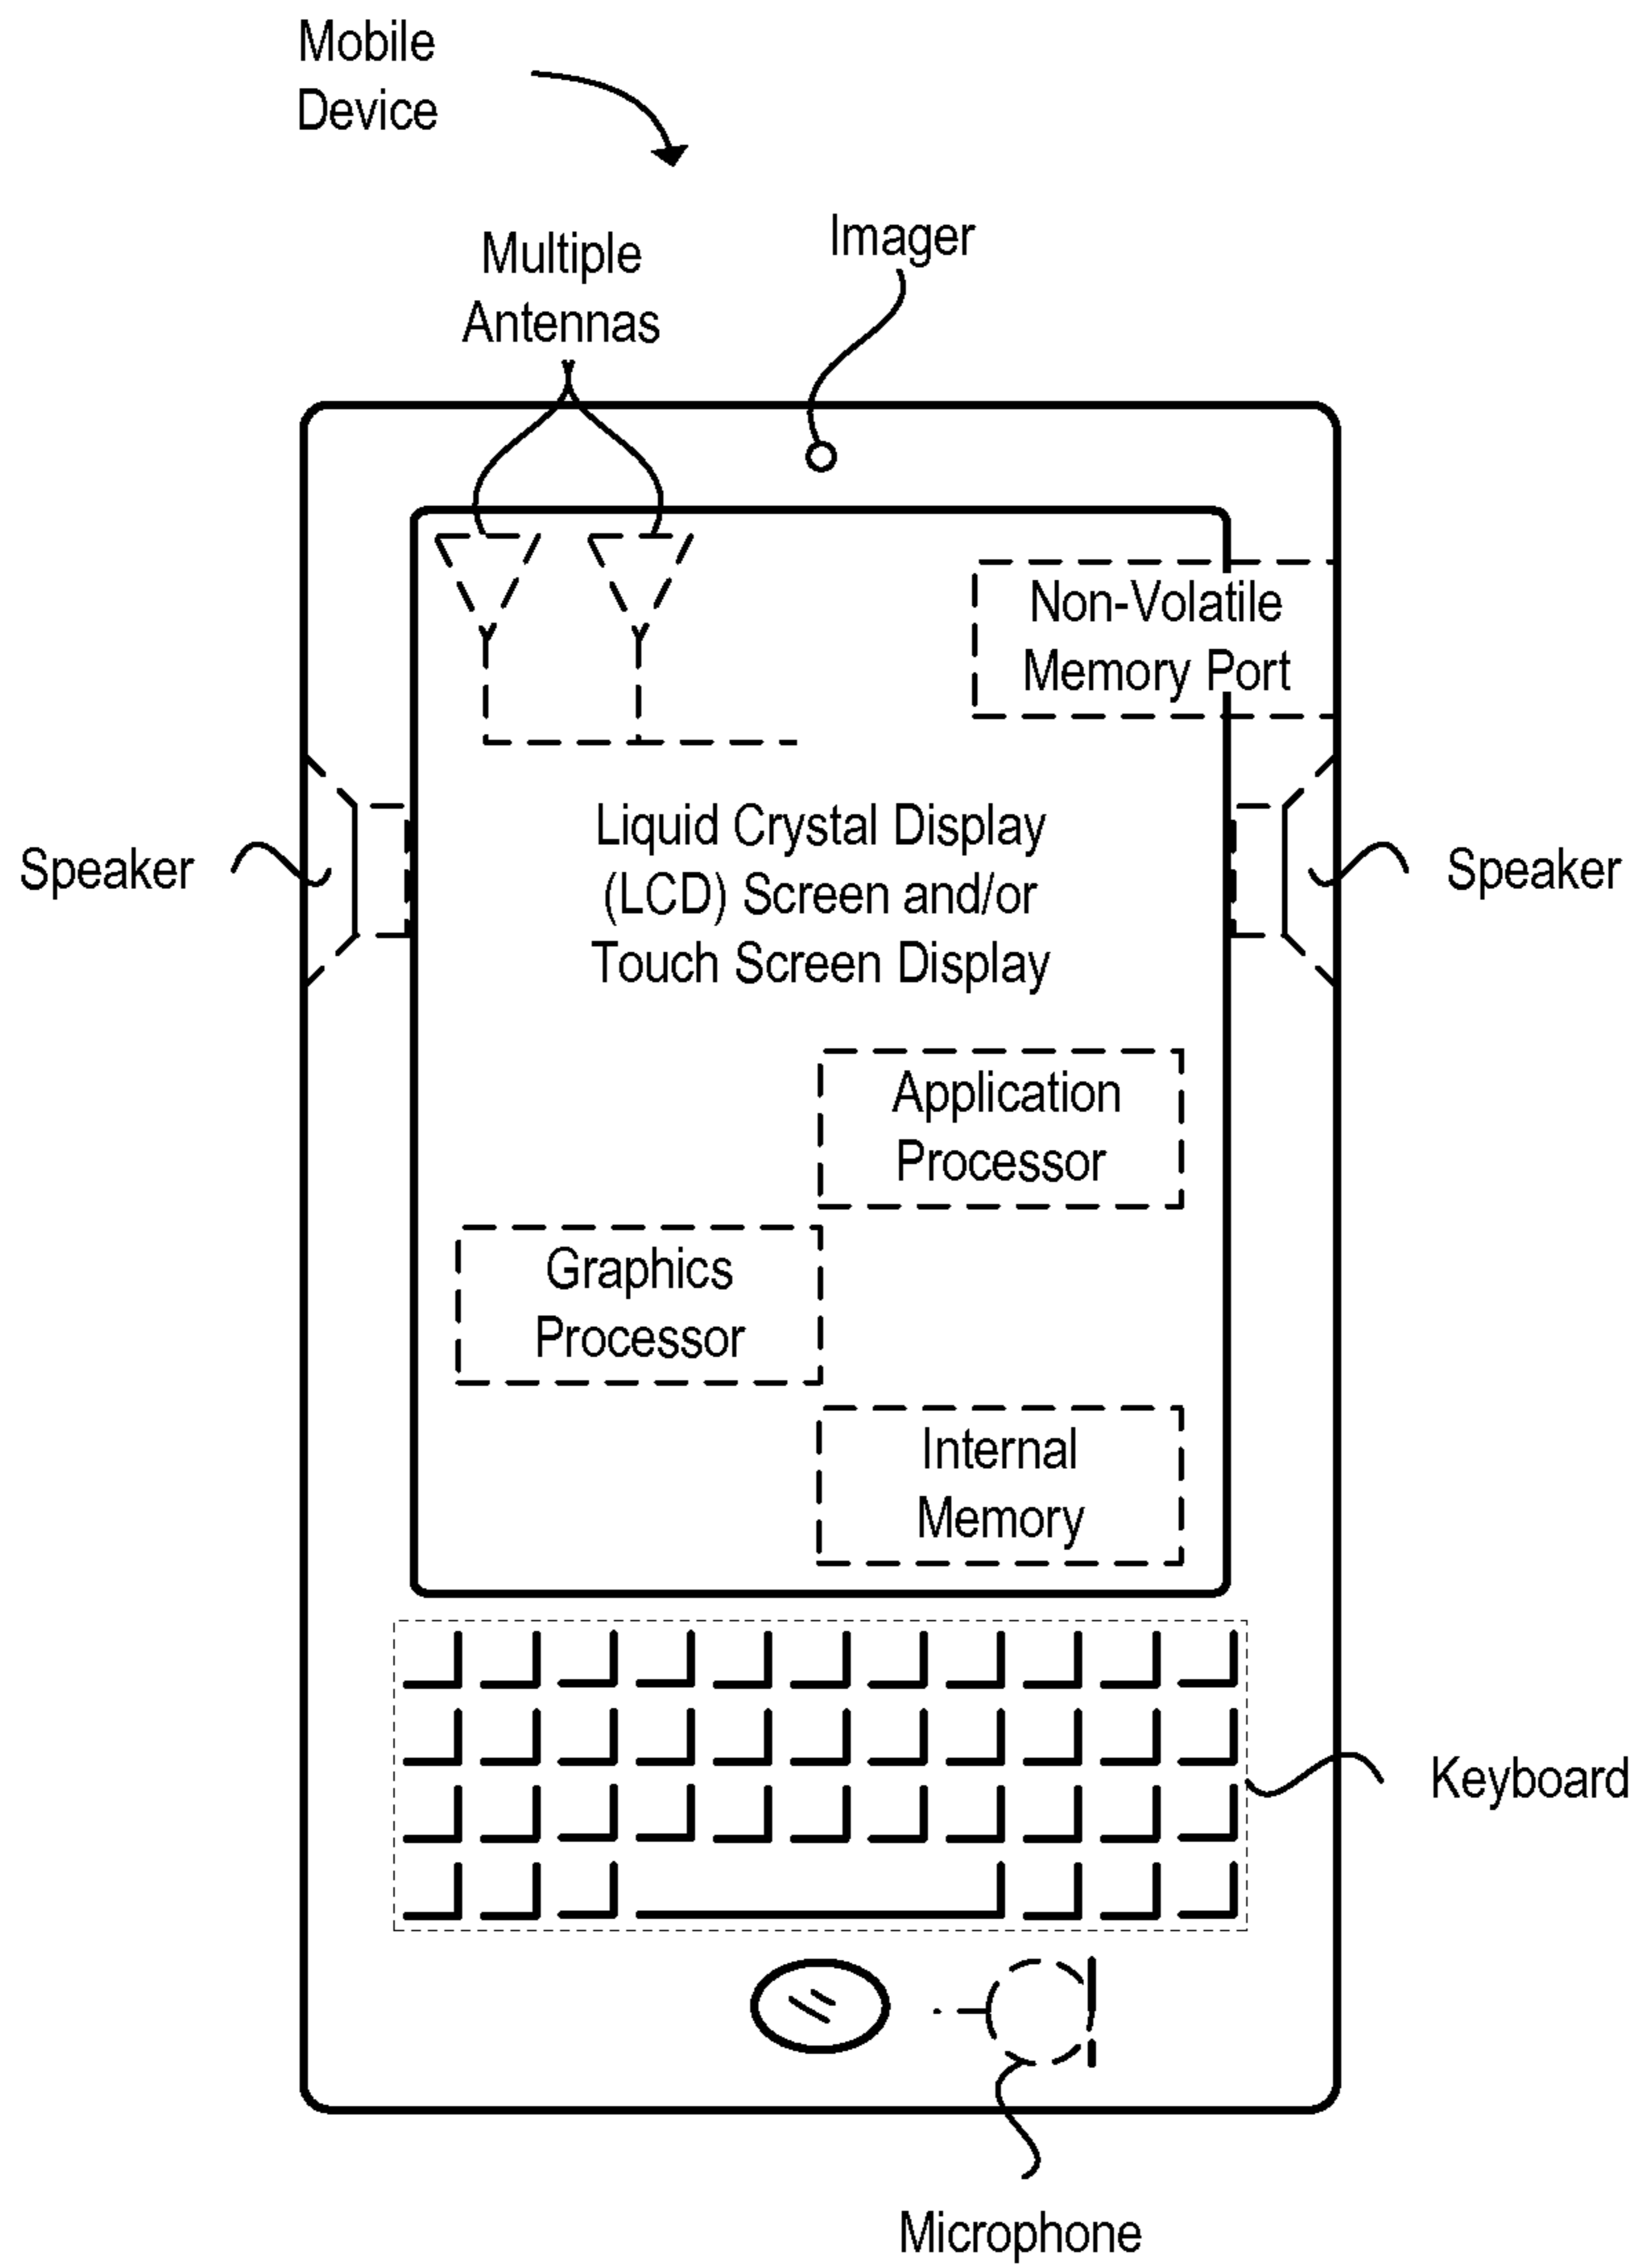 Mobile
Device
Multiple
Antennas
Imager
Non-Volatile
Memory Port
Speaker
Liquid Crystal Display
(LCD) Screen and/or
Touch Screen Display
Speaker
Application
Processor
Graphics
Processor
Internal
Memory
Keyboard
Microphone